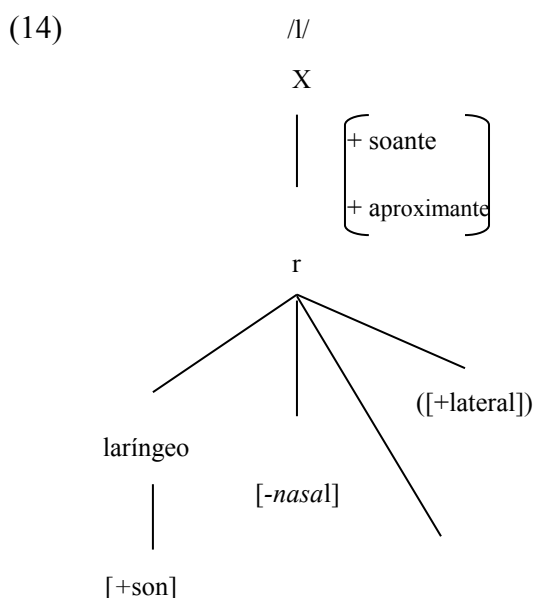 (14) /l/
X
+ soante
+ aproximante
r
([+lateral])
laríngeo
[-nasal]
[+son]